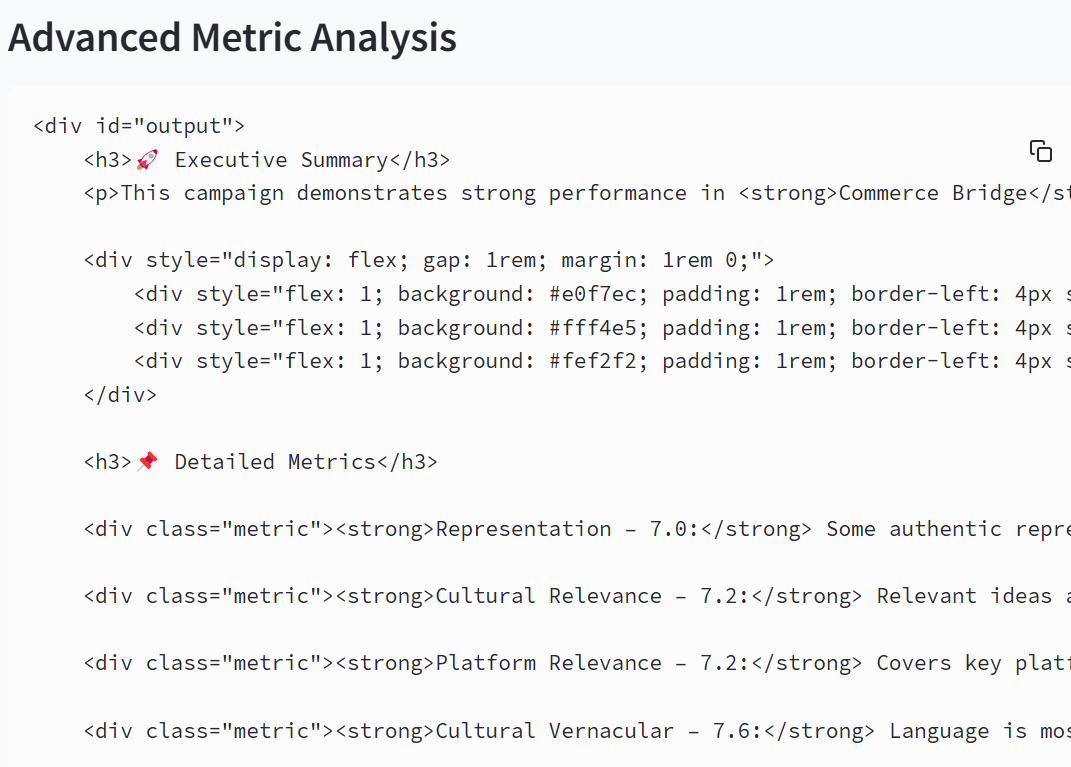 Advanced Metric Analysis
<div id="output">
<h3>🚀 Executive Summary</h3>
<p>This campaign demonstrates strong performance in <strong>Commerce Bridge</st
<div style="display: flex; gap: 1rem; margin: 1rem 0;">
<div style="flex: 1; background: #e0f7ec; padding: 1rem; border-left: 4px s
<div style="flex: 1; background: #fff4e5; padding: 1rem; border-left: 4px s
<div style="flex: 1; background: #fef2f2; padding: 1rem; border-left: 4px s
</div>
<h3>📌 Detailed Metrics</h3>
<div class="metric"><strong>Representation – 7.0:</strong> Some authentic repre
<div class="metric"><strong>Cultural Relevance – 7.2:</strong> Relevant ideas a
<div class="metric"><strong>Platform Relevance – 7.2:</strong> Covers key platf
<div class="metric"><strong>Cultural Vernacular – 7.6:</strong> Language is mos